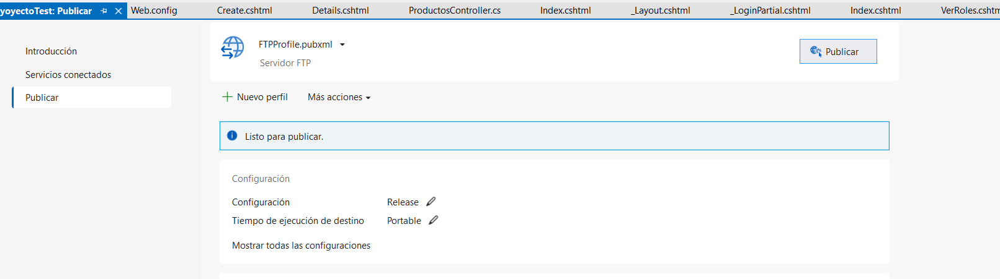 yoyectoTest: Publicar
Web.config
Create.cshtml
Details.cshtml
ProductosController.cs
Index.cshtml
_Layout.cshtml
_LoginPartial.cshtml
Index.cshtml
VerRoles.cshtm
Introducción
Servicios conectados
Publicar
FTPProfile.pubxml
Servidor FTP
Publicar
Nuevo perfil
Más acciones
Listo para publicar.
Configuración
Configuración
Release
Tiempo de ejecución de destino
Portable
Mostrar todas las configuraciones